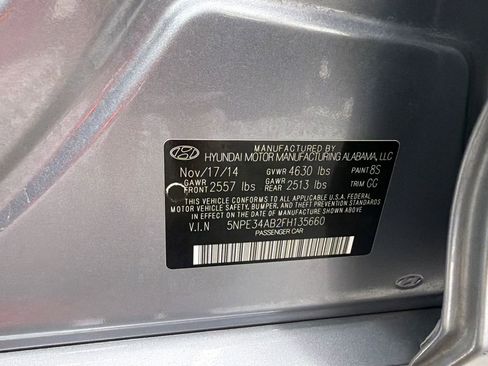 MANUFACTURED BY
HYUNDAI MOTOR MANUFACTURING ALABAMA, LLC
Nov/17/14 GVWR 4630 lbs PAINT 8S
GAWR FRONT 2557 lbs GAWR REAR 2513 lbs TRIM GG
THIS VEHICLE CONFORMS TO ALL APPLICABLE U.S.A. FEDERAL
MOTOR VEHICLE SAFETY, BUMPER, AND THEFT PREVENTION
STANDARDS IN EFFECT ON THE DATE OF MANUFACTURE SHOWN ABOVE.
V.I.N 5NPE34AB2FH135660
PASSENGER CAR